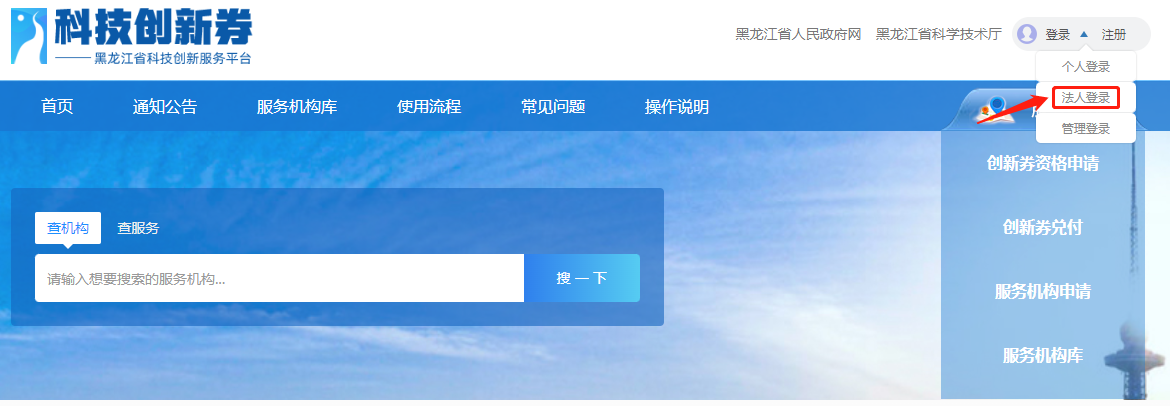 科技创新券
黑龙江省科技创新服务平台
黑龙江省人民政府网 黑龙江省科学技术厅 登录 注册
个人登录
法人登录
管理登录
首页 通知公告 服务机构库 使用流程 常见问题 操作说明
创新券资格申请
创新券兑付
服务机构申请
服务机构库
查机构 查服务
请输入想要搜索的服务机构...
搜 一 下